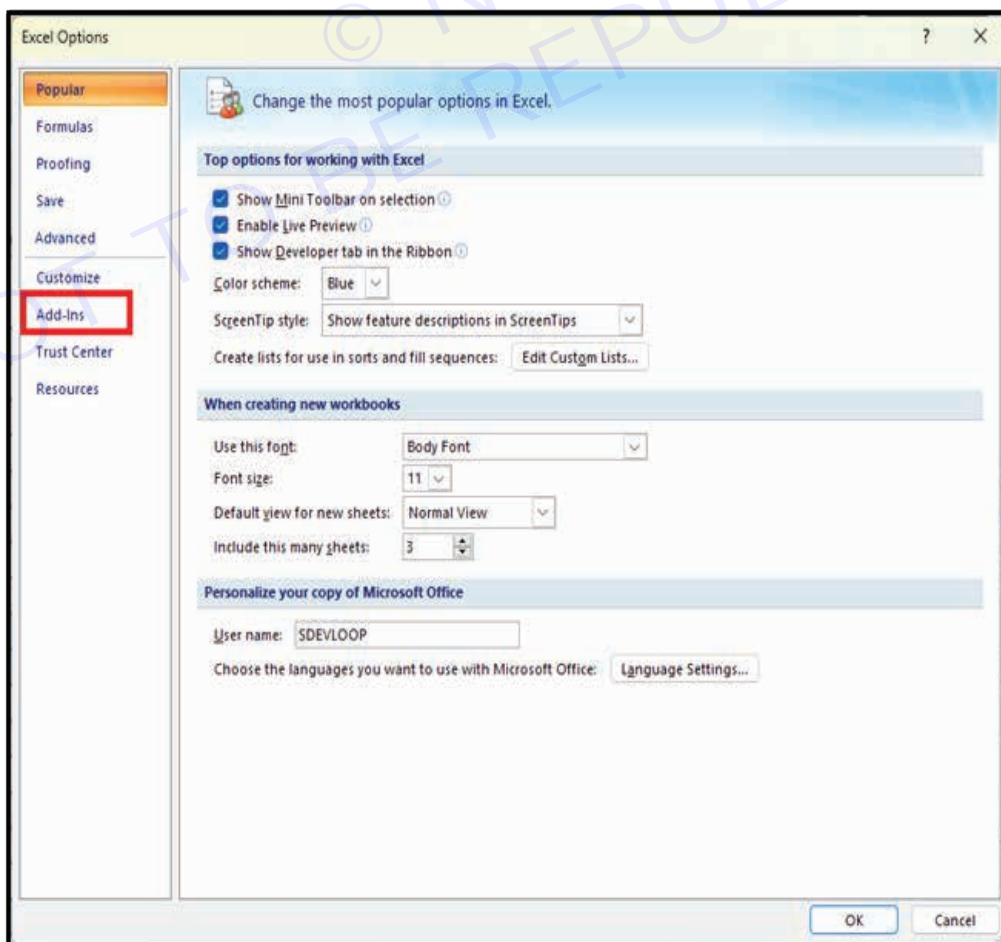 Excel Options
?
Popular
Formulas
Proofing
Save
Advanced
Customize
Add-Ins
Trust Center
Resources
Change the most popular options in Excel.
Top options for working with Excel
Show Mini Toolbar on selection
Enable Live Preview
Show Developer tab in the Ribbon
Color scheme: Blue
ScreenTip style: Show feature descriptions in ScreenTips
Create lists for use in sorts and fill sequences: Edit Custom Lists...
When creating new workbooks
Use this font: Body Font
Font size: 11
Default view for new sheets: Normal View
Include this many sheets: 3
Personalize your copy of Microsoft Office
User name: SDEVLOOP
Choose the languages you want to use with Microsoft Office: Language Settings...
OK Cancel